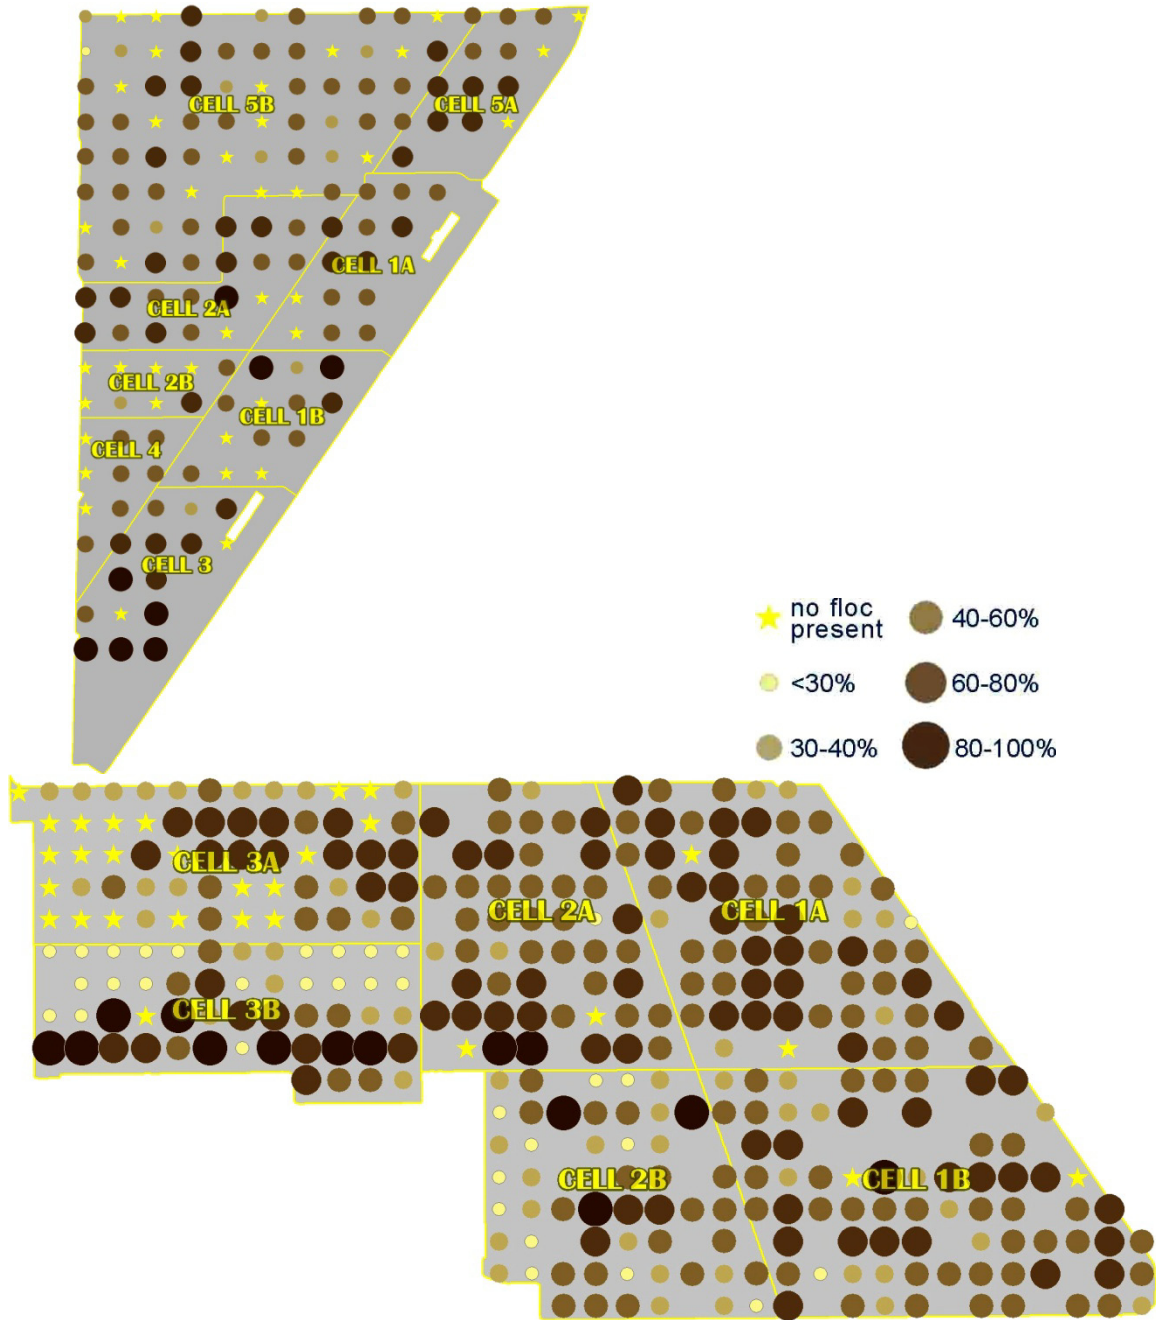 CELL 5B
CELL 5A
CELL 1A
CELL 2A
CELL 2B
CELL 1B
CELL 4
CELL 3
no floc
present
40-60%
<30%
60-80%
30-40%
80-100%
CELL 3A
CELL 2A
CELL 1A
CELL 3B
CELL 2B
CELL 1B